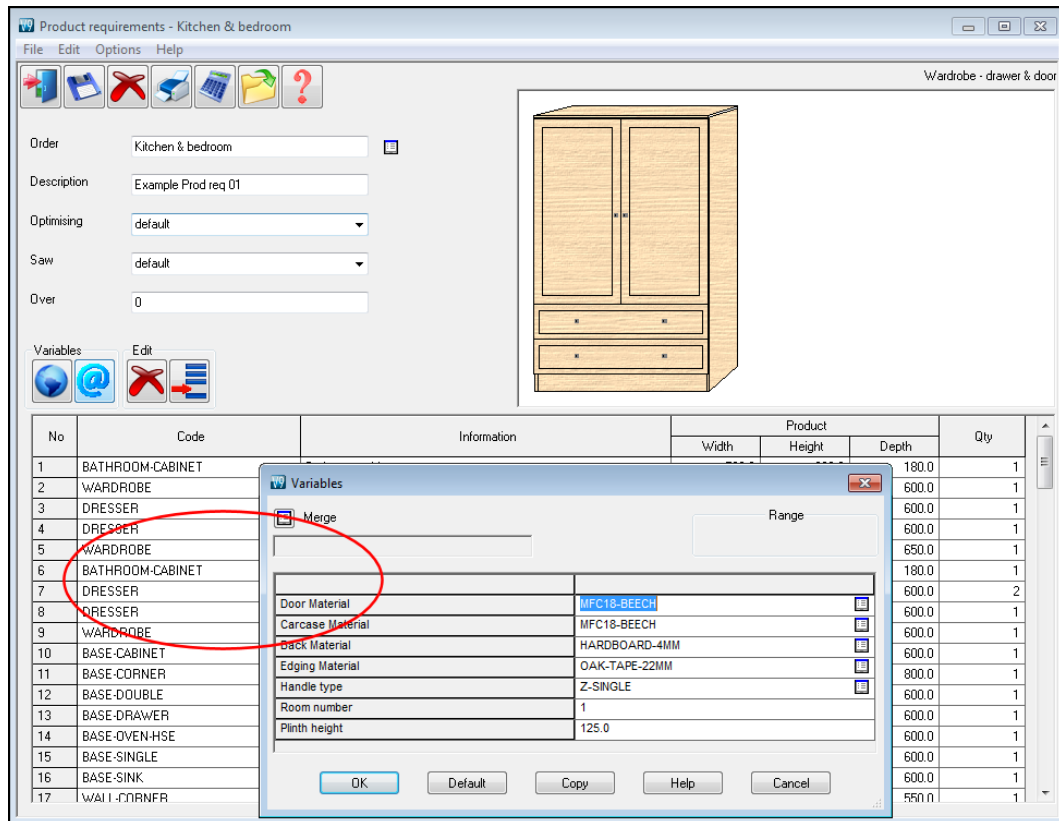 Product requirements - Kitchen & bedroom
File Edit Options Help
Wardrobe - drawer & door
Order Kitchen & bedroom
Description Example Prod req 01
Optimising default
Saw default
Over 0
Variables Edit
No Code Information Product Qty
Width Height Depth
1 BATHROOM-CABINET 180.0 1
2 WARDROBE 600.0 1
3 DRESSER 600.0 1
4 DRESSER 600.0 1
5 WARDROBE 650.0 1
6 BATHROOM-CABINET 180.0 1
7 DRESSER 600.0 2
8 DRESSER 600.0 1
9 WARDROBE 600.0 1
10 BASE-CABINET 600.0 1
11 BASE-CORNER 800.0 1
12 BASE-DOUBLE 600.0 1
13 BASE-DRAWER 600.0 1
14 BASE-OVEN-HSE 600.0 1
15 BASE-SINGLE 600.0 1
16 BASE-SINK 600.0 1
17 WALL-CORNER 550.0 1
Variables
Merge Range
Door Material MFC18-BEECH
Carcase Material MFC18-BEECH
Back Material HARDBOARD-4MM
Edging Material OAK-TAPE-22MM
Handle type Z-SINGLE
Room number 1
Plinth height 125.0
OK Default Copy Help Cancel